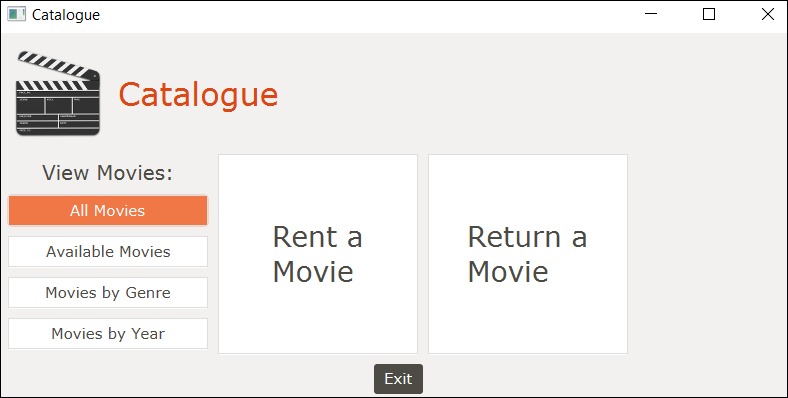 Catalogue
Catalogue
View Movies:
All Movies
Available Movies
Movies by Genre
Movies by Year
Rent a
Movie
Return a
Movie
Exit